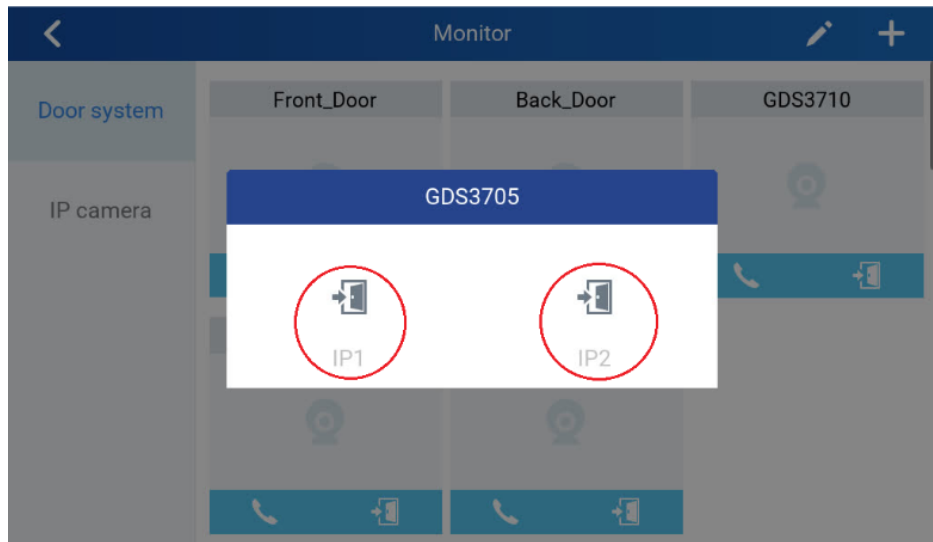 Monitor
Door system
IP camera
Front_Door
Back_Door
GDS3710
GDS3705
IP1
IP2